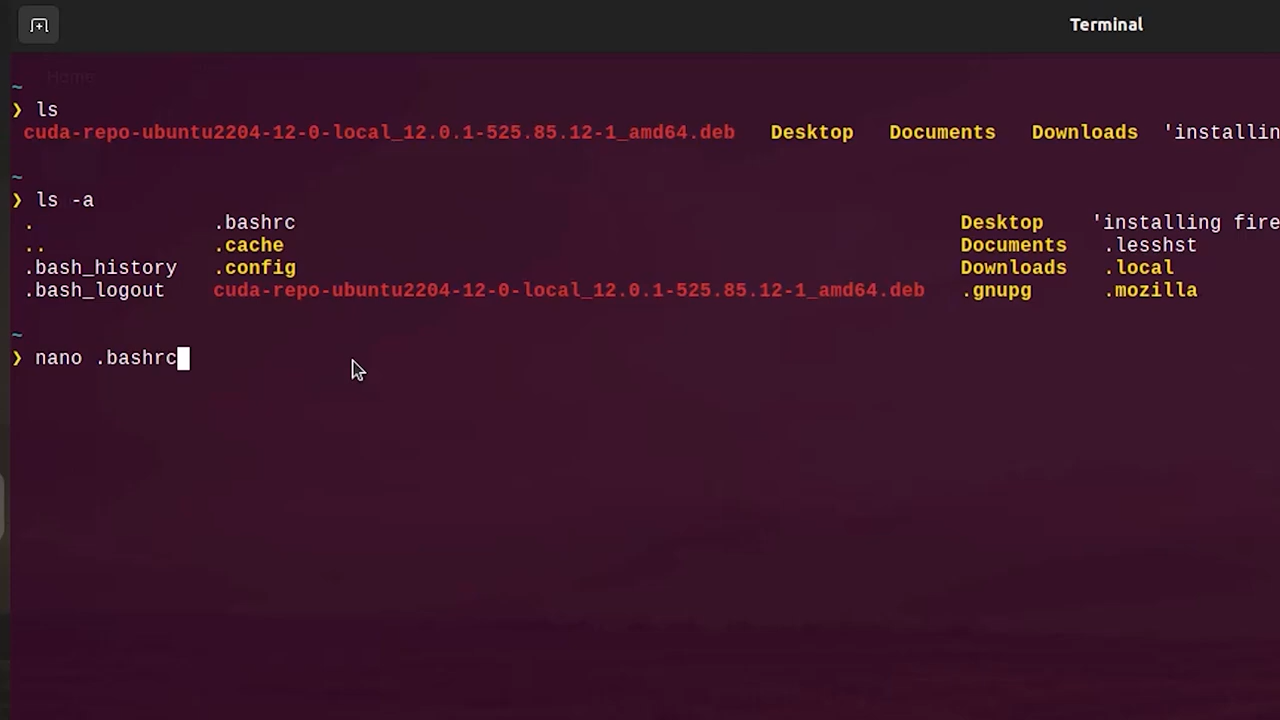 Terminal
Home
~
❯ ls
cuda-repo-ubuntu2204-12-0-local_12.0.1-525.85.12-1_amd64.deb Desktop Documents Downloads 'installin
~
❯ ls -a
. .bashrc Desktop 'installing fire
.. .cache Documents .lesshst
.bash_history .config Downloads .local
.bash_logout cuda-repo-ubuntu2204-12-0-local_12.0.1-525.85.12-1_amd64.deb .gnupg .mozilla
~
❯ nano .bashrc